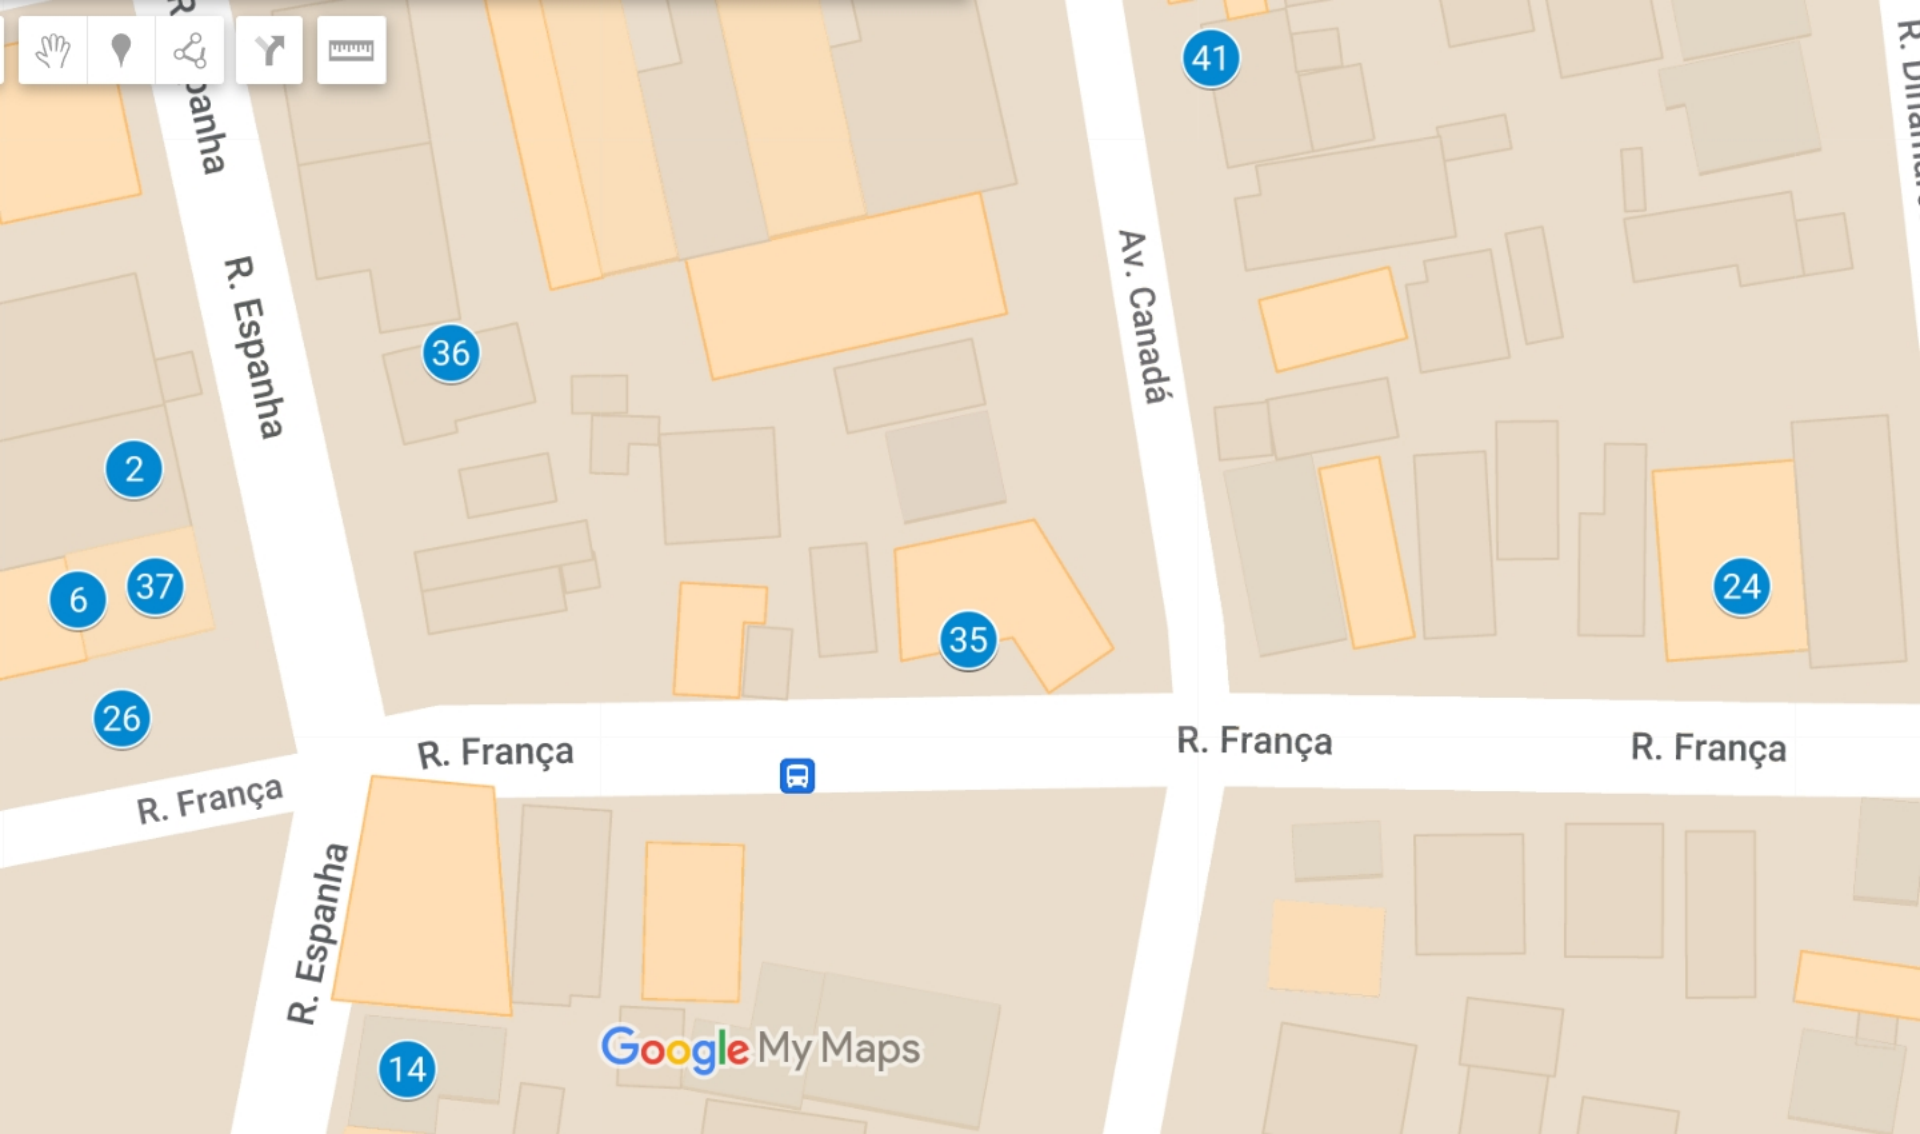 41
panha
R. Espanha
Av. Canadá
36
2
6
37
24
35
26
R. França
R. França
R. França
R. França
R. Espanha
Google My Maps
14